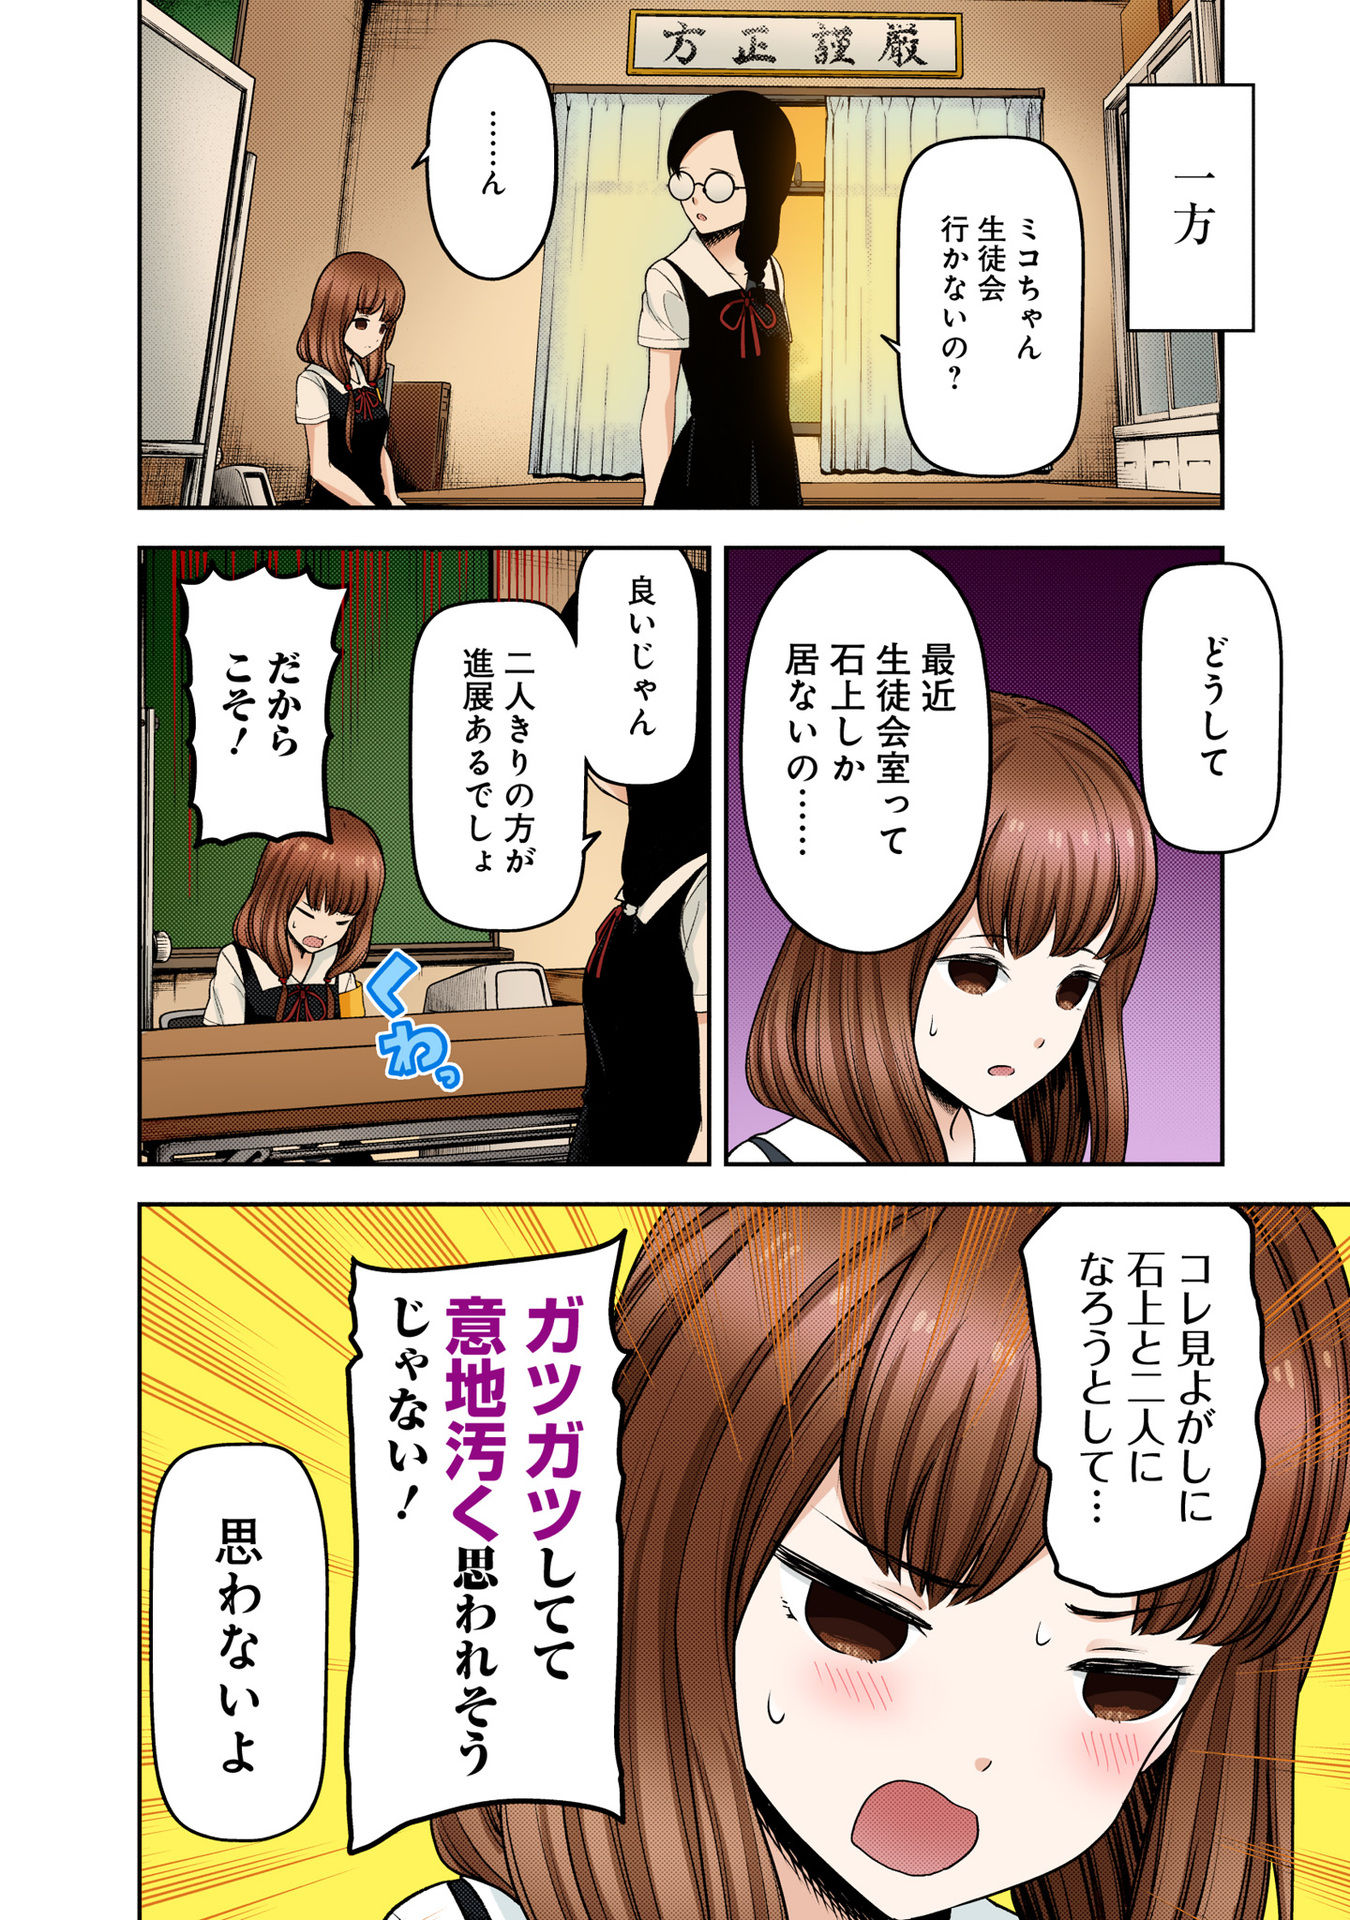 厳謹正方
一方
ミコちゃん
生徒会
行かないの？
……ん
どうして
最近
生徒会室って
石上しか
居ないの……
良いじゃん
二人きりの方が
進展あるでしょ
だから
こそ！
くわっ
コレ見よがしに
石上と二人に
なろうとして…
ガツガツしてて
意地汚く思われそう
じゃない！
思わないよ